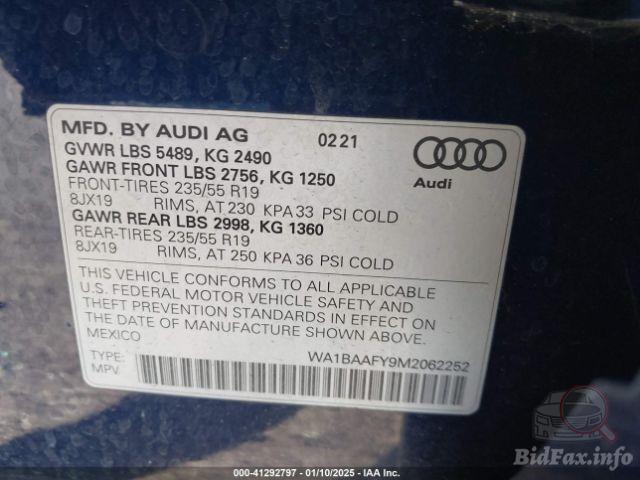 MFD. BY AUDI AG 0221
GVWR LBS 5489, KG 2490
GAWR FRONT LBS 2756, KG 1250
FRONT-TIRES 235/55 R19
8JX19 RIMS, AT 230 KPA 33 PSI COLD
GAWR REAR LBS 2998, KG 1360
REAR-TIRES 235/55 R19
8JX19 RIMS, AT 250 KPA 36 PSI COLD
Audi
THIS VEHICLE CONFORMS TO ALL APPLICABLE
U.S. FEDERAL MOTOR VEHICLE SAFETY AND
THEFT PREVENTION STANDARDS IN EFFECT ON
THE DATE OF MANUFACTURE SHOWN ABOVE.
MEXICO
TYPE: WA1BAAFY9M2062252
MPV
000-41292797 - 01/10/2025 - IAA Inc.
BidFax.info